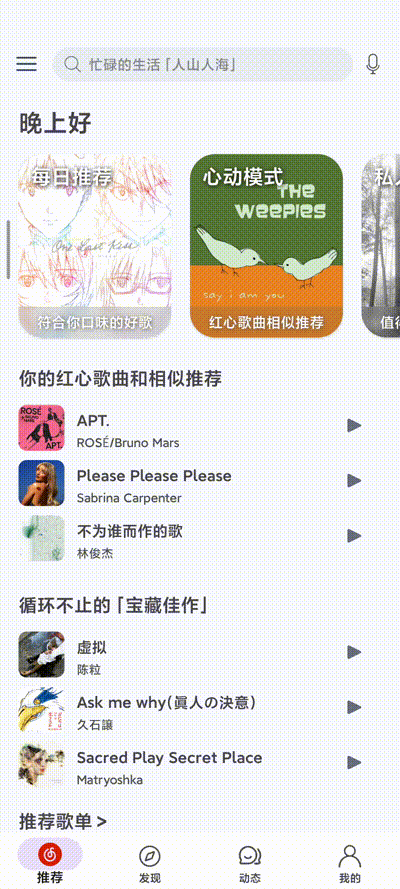 忙碌的生活「人山人海」
晚上好
每日推荐
One Last Kiss
符合你口味的好歌
心动模式
THE
WEEPIES
say i am you
红心歌曲相似推荐
私人
值得
你的红心歌曲和相似推荐
ROSÉ
BRUNO MARS
APT.
APT.
ROSÉ/Bruno Mars
Please Please Please
Sabrina Carpenter
不为谁而作的歌
林俊杰
循环不止的「宝藏佳作」
虚拟
陈粒
Ask me why(眞人の決意)
久石譲
Sacred Play Secret Place
Matryoshka
推荐歌单 >
推荐
发现
动态
我的